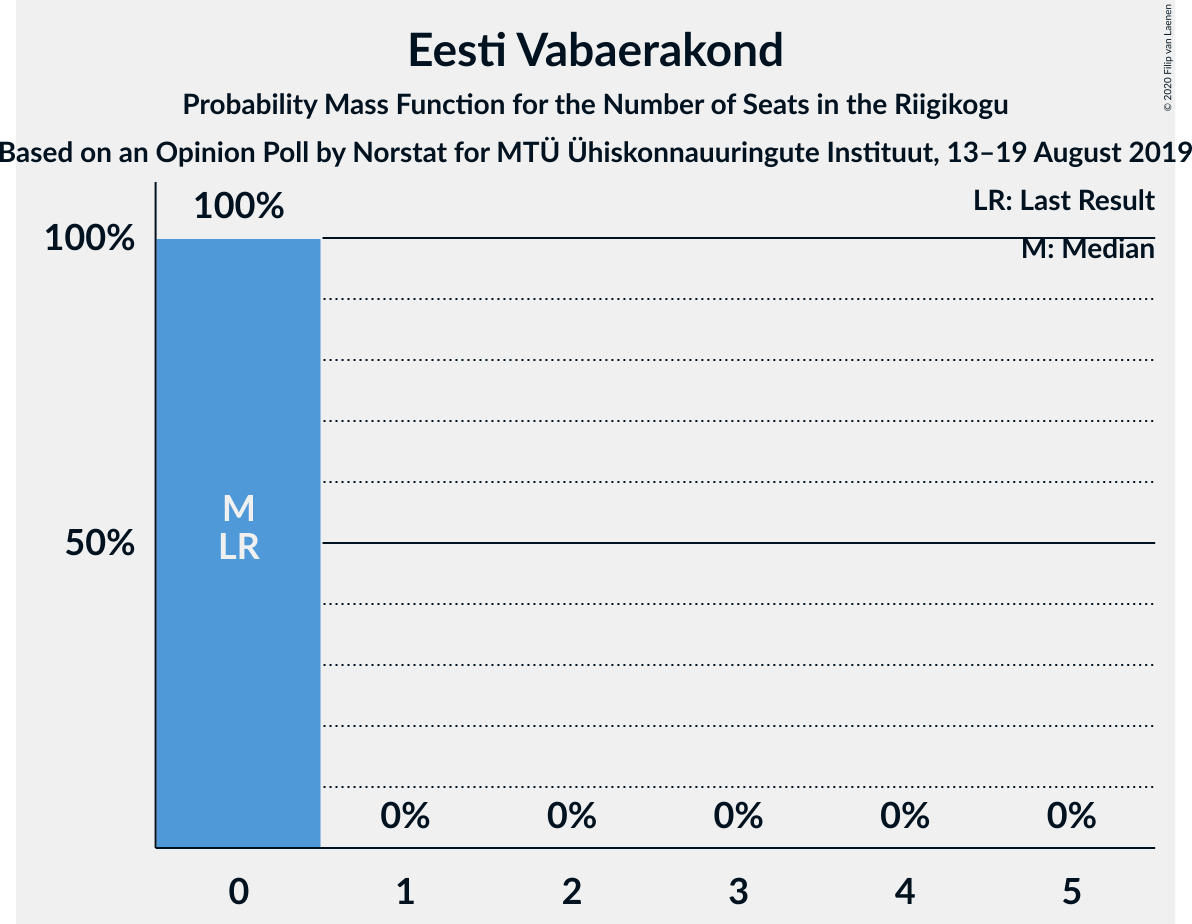 Eesti Vabaerakond
Probability Mass Function for the Number of Seats in the Riigikogu
Based on an Opinion Poll by Norstat for MTÜ Ühiskonnauuringute Instituut, 13–19 August 2019
© 2020 Filip van Laenen
LR: Last Result
M: Median
100%
100%
M
LR
50%
0% 0% 0% 0% 0%
0 1 2 3 4 5